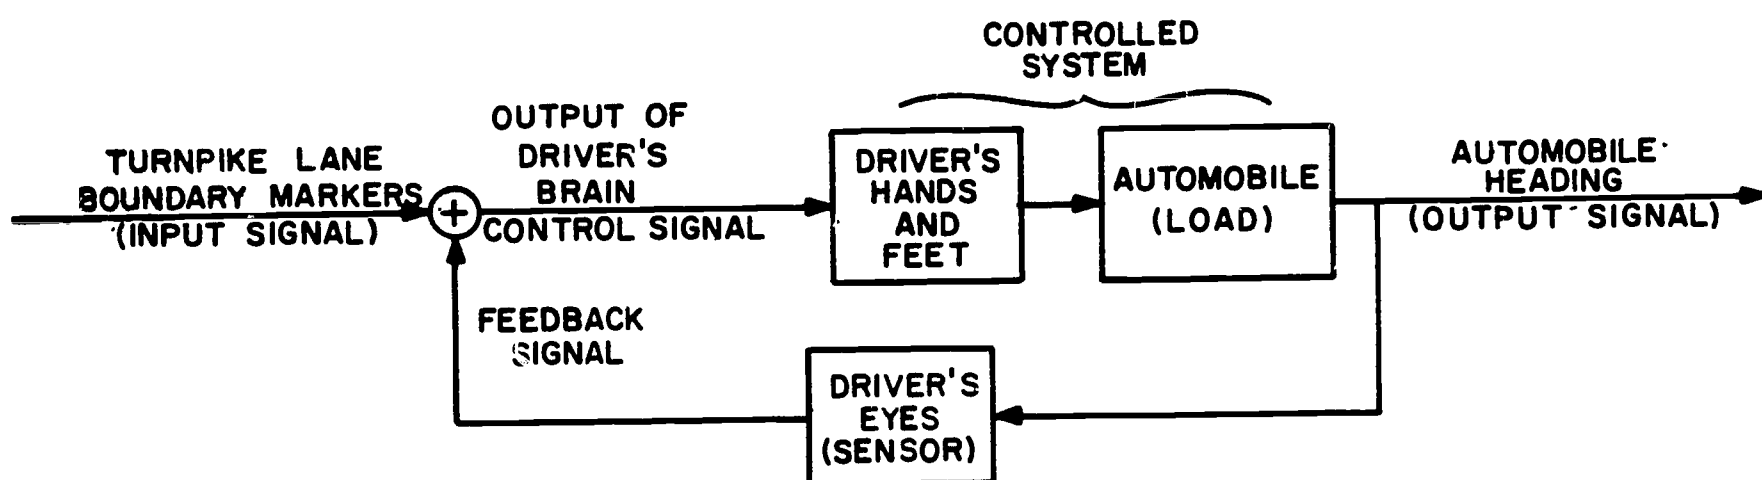 CONTROLLED
SYSTEM
TURNPIKE LANE
BOUNDARY MARKERS
(INPUT SIGNAL)
+
OUTPUT OF
DRIVER'S
BRAIN
CONTROL SIGNAL
DRIVER'S
HANDS
AND
FEET
AUTOMOBILE
(LOAD)
AUTOMOBILE
HEADING
(OUTPUT SIGNAL)
FEEDBACK
SIGNAL
DRIVER'S
EYES
(SENSOR)